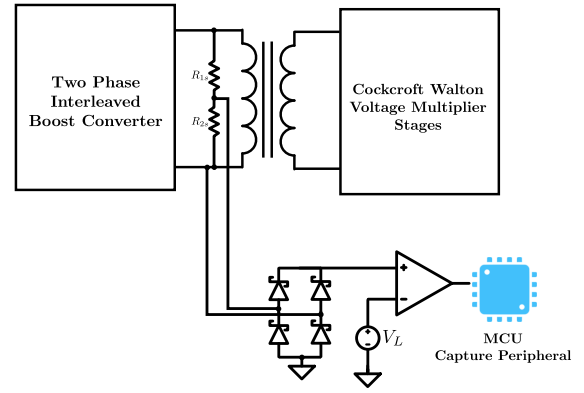 Two Phase
Interleaved
Boost Converter
R1s
R2s
Cockcroft Walton
Voltage Multiplier
Stages
+
−
+
−
VL
MCU
Capture Peripheral